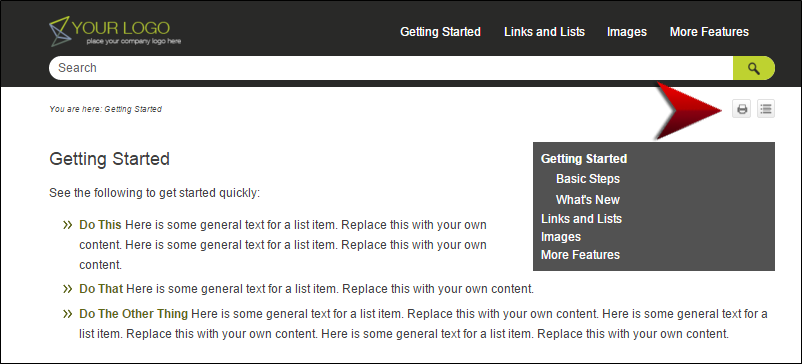 YOUR LOGO
place your company logo here
Getting Started Links and Lists Images More Features
Search
You are here: Getting Started
Getting Started
See the following to get started quickly:
» Do This Here is some general text for a list item. Replace this with your own
content. Here is some general text for a list item. Replace this with your own
content.
» Do That Here is some general text for a list item. Replace this with your own content.
» Do The Other Thing Here is some general text for a list item. Replace this with your own content. Here is some general text for a
list item. Replace this with your own content. Here is some general text for a list item. Replace this with your own content.
Getting Started
Basic Steps
What's New
Links and Lists
Images
More Features